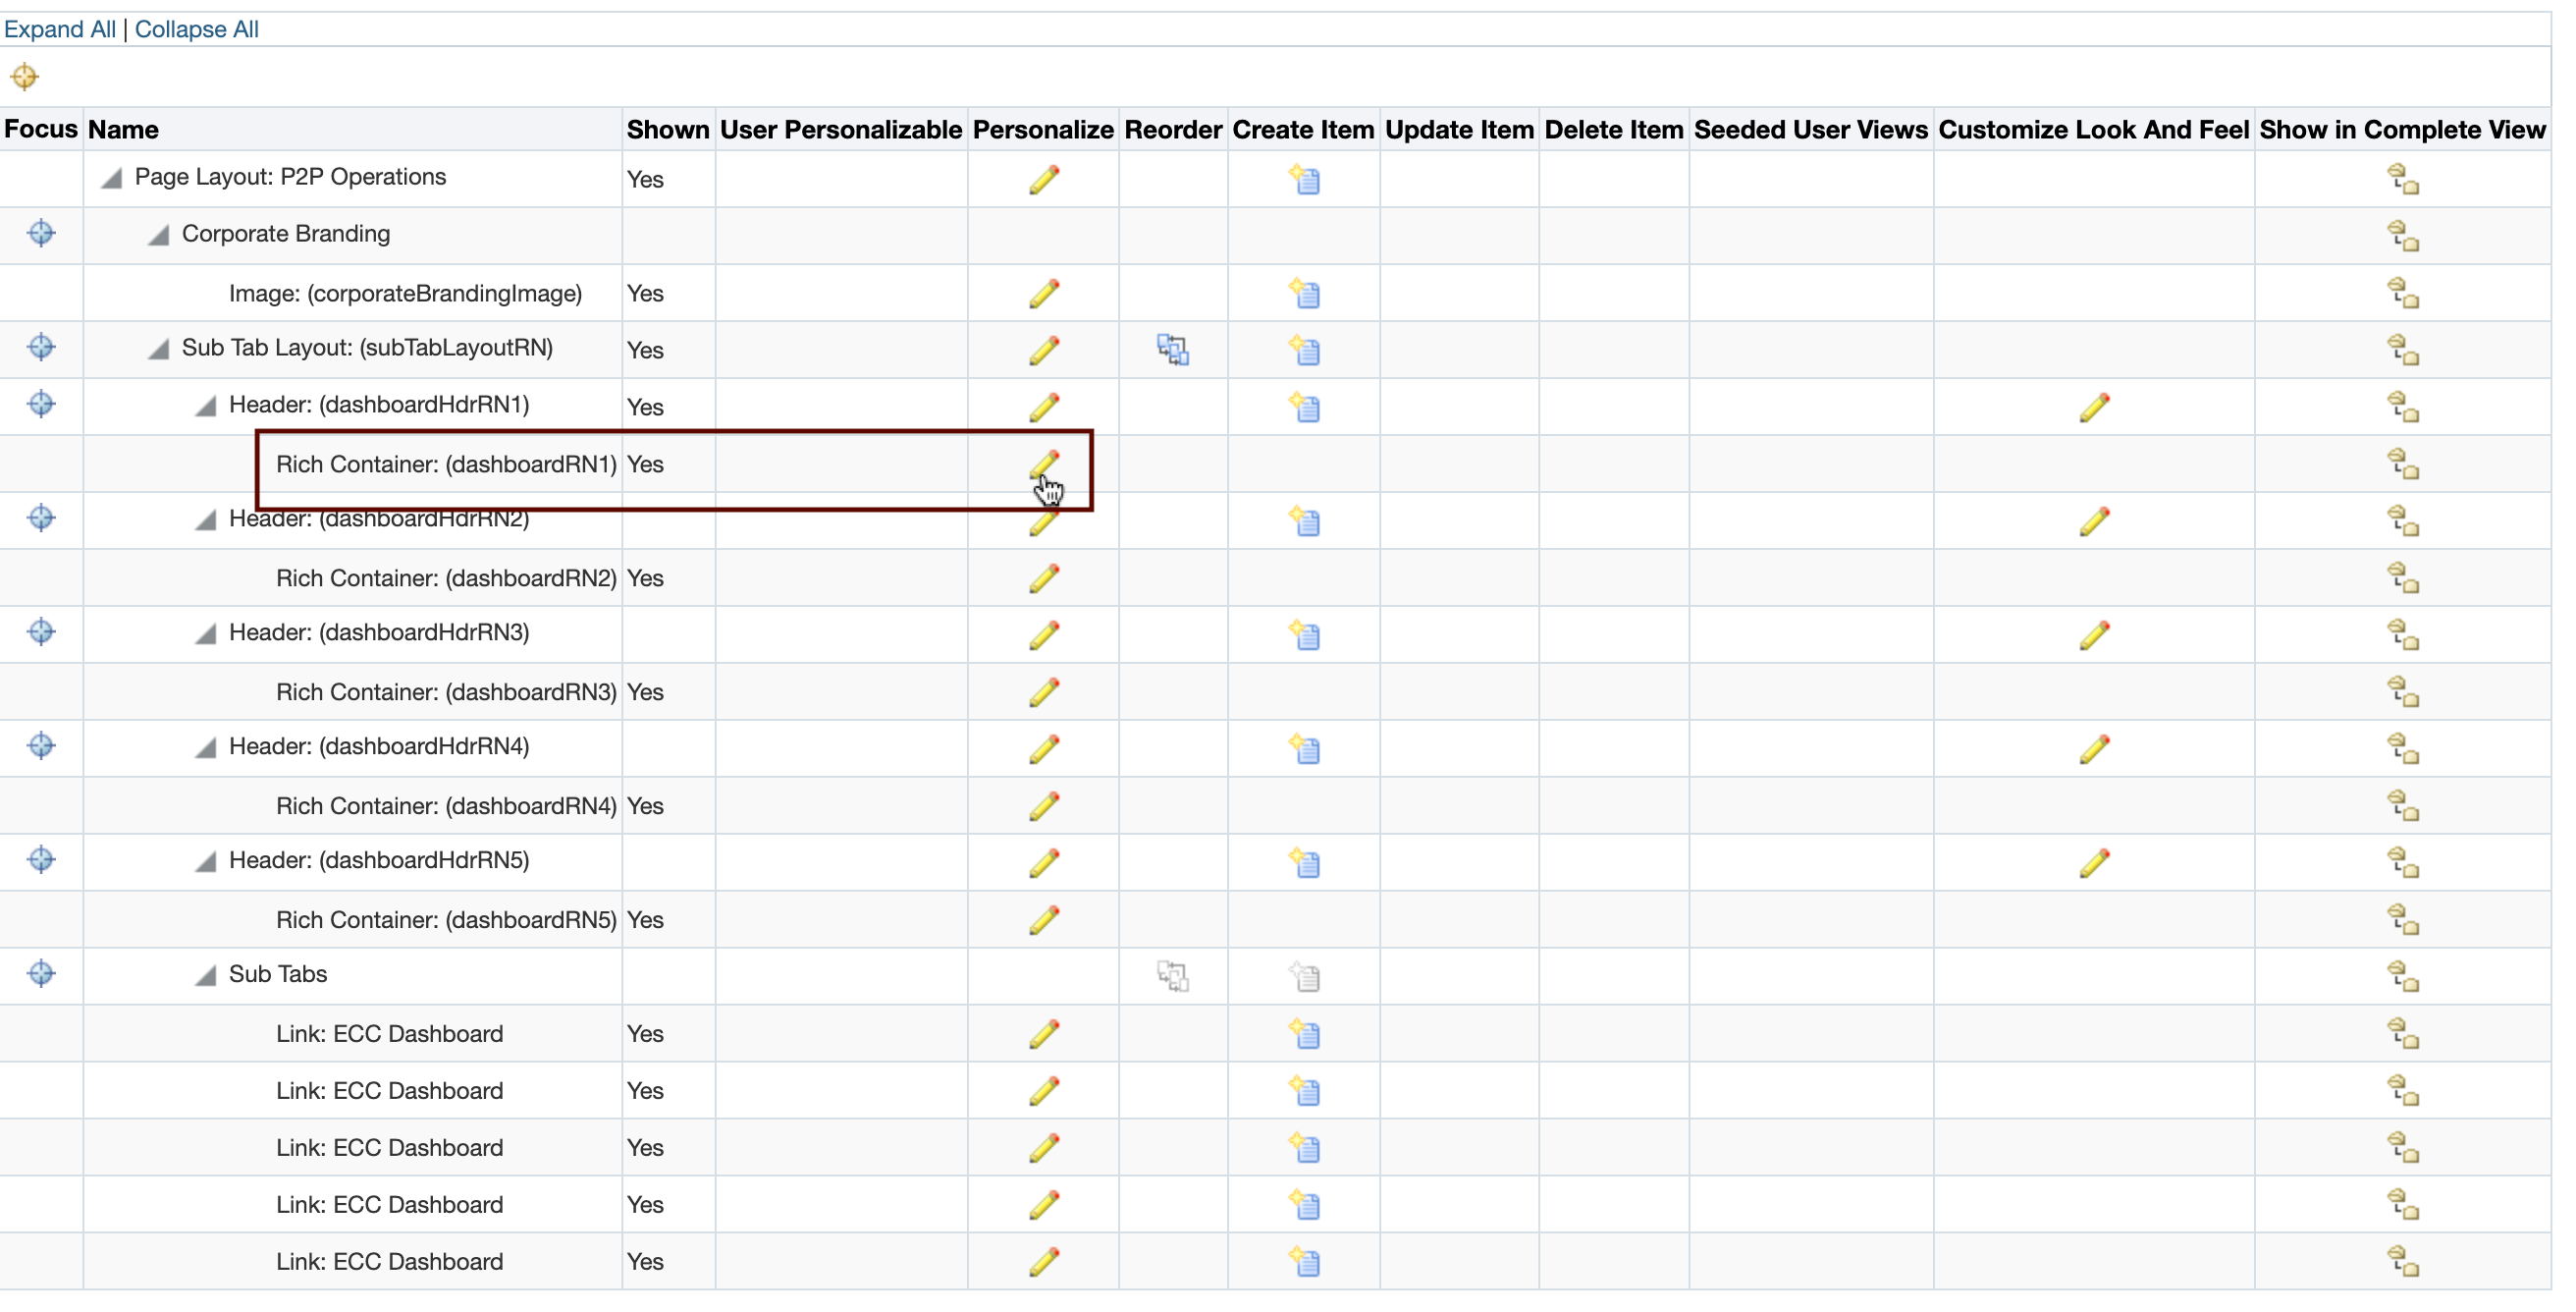 Expand All | Collapse All
Focus Name Shown User Personalizable Personalize Reorder Create Item Update Item Delete Item Seeded User Views Customize Look And Feel Show in Complete View
Page Layout: P2P Operations Yes
Corporate Branding
Image: (corporateBrandingImage) Yes
Sub Tab Layout: (subTabLayoutRN) Yes
Header: (dashboardHdrRN1) Yes
Rich Container: (dashboardRN1) Yes
Header: (dashboardHdrRN2)
Rich Container: (dashboardRN2) Yes
Header: (dashboardHdrRN3)
Rich Container: (dashboardRN3) Yes
Header: (dashboardHdrRN4)
Rich Container: (dashboardRN4) Yes
Header: (dashboardHdrRN5)
Rich Container: (dashboardRN5) Yes
Sub Tabs
Link: ECC Dashboard Yes
Link: ECC Dashboard Yes
Link: ECC Dashboard Yes
Link: ECC Dashboard Yes
Link: ECC Dashboard Yes